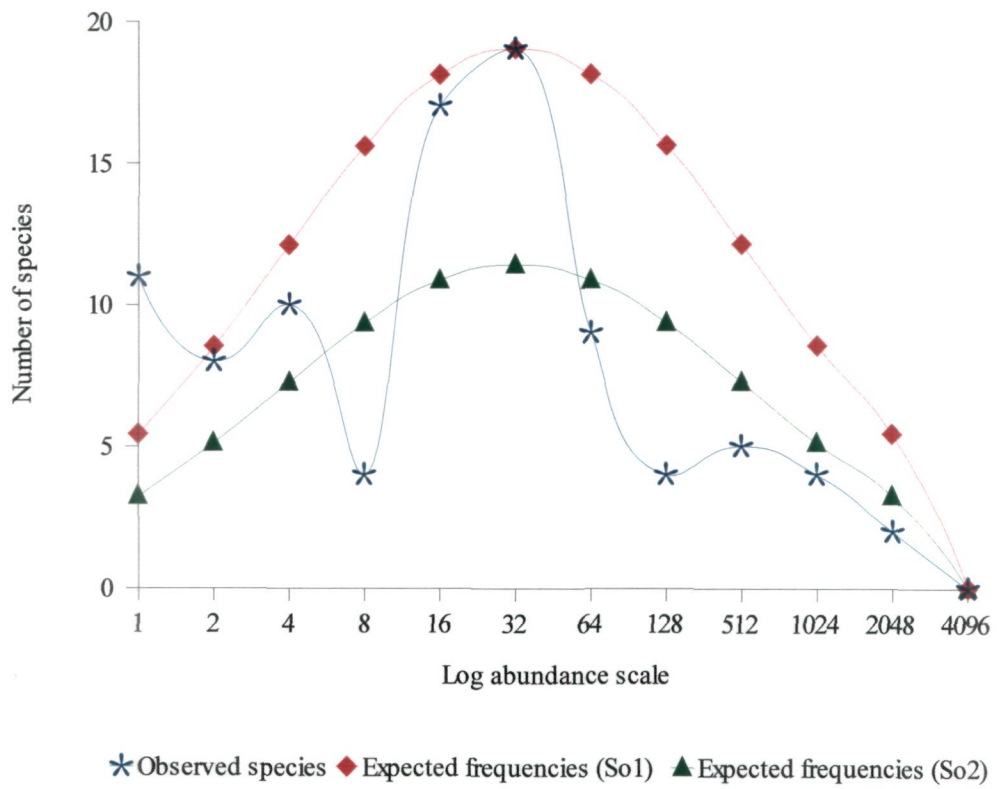 20
15
10
5
0
Number of species
1 2 4 8 16 32 64 128 512 1024 2048 4096
Log abundance scale
Observed species Expected frequencies (So1) Expected frequencies (So2)